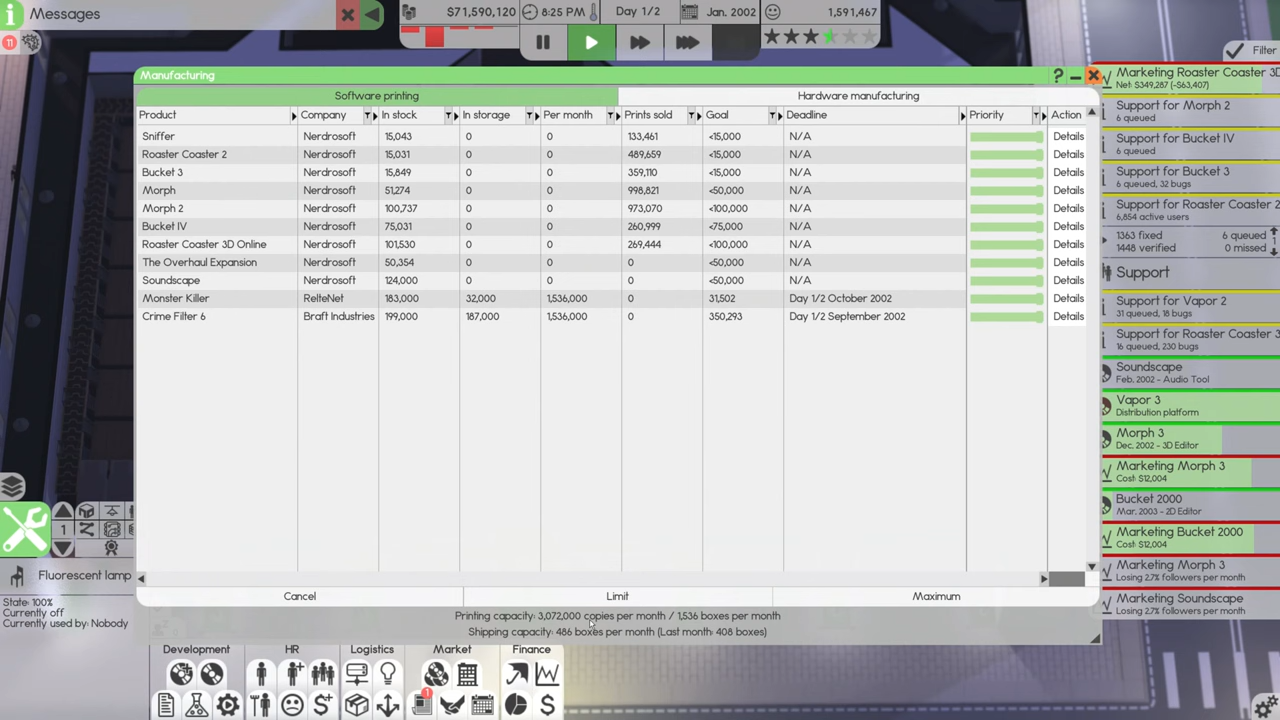 Messages
$71,590,120
8:25 PM
Day 1/2
Jan. 2002
1,591,467
11
Filter
Manufacturing
?
Software printing
Hardware manufacturing
Product Company In stock In storage Per month Prints sold Goal Deadline Priority Action
Sniffer Nerdrosoft 15,043 0 0 133,461 <15,000 N/A Details
Roaster Coaster 2 Nerdrosoft 15,031 0 0 489,659 <15,000 N/A Details
Bucket 3 Nerdrosoft 15,849 0 0 359,110 <15,000 N/A Details
Morph Nerdrosoft 51,274 0 0 998,821 <50,000 N/A Details
Morph 2 Nerdrosoft 100,737 0 0 973,070 <100,000 N/A Details
Bucket IV Nerdrosoft 75,031 0 0 260,999 <75,000 N/A Details
Roaster Coaster 3D Online Nerdrosoft 101,530 0 0 269,444 <100,000 N/A Details
The Overhaul Expansion Nerdrosoft 50,354 0 0 0 <50,000 N/A Details
Soundscape Nerdrosoft 124,000 0 0 0 <50,000 N/A Details
Monster Killer RelteNet 183,000 32,000 1,536,000 0 31,502 Day 1/2 October 2002 Details
Crime Filter 6 Braft Industries 199,000 187,000 1,536,000 0 350,293 Day 1/2 September 2002 Details
Cancel
Limit
Maximum
Printing capacity: 3,072,000 copies per month / 1,536 boxes per month
Shipping capacity: 486 boxes per month (Last month: 408 boxes)
Marketing Roaster Coaster 3D
Net: $349,287 (-$63,407)
Support for Morph 2
6 queued
Support for Bucket IV
6 queued
Support for Bucket 3
6 queued, 32 bugs
Support for Roaster Coaster 2
6,854 active users
1363 fixed 6 queued
1448 verified 0 missed
Support
Support for Vapor 2
31 queued, 18 bugs
Support for Roaster Coaster 3
16 queued, 230 bugs
Soundscape
Feb. 2002 - Audio Tool
Vapor 3
Distribution platform
Morph 3
Dec. 2002 - 3D Editor
Marketing Morph 3
Cost: $12,004
Bucket 2000
Mar. 2003 - 2D Editor
Marketing Bucket 2000
Cost: $12,004
Marketing Morph 3
Losing 2.7% followers per month
Marketing Soundscape
Losing 2.7% followers per month
1
Fluorescent lamp
State: 100%
Currently off
Currently used by: Nobody
Development
HR
Logistics
Market
Finance
1